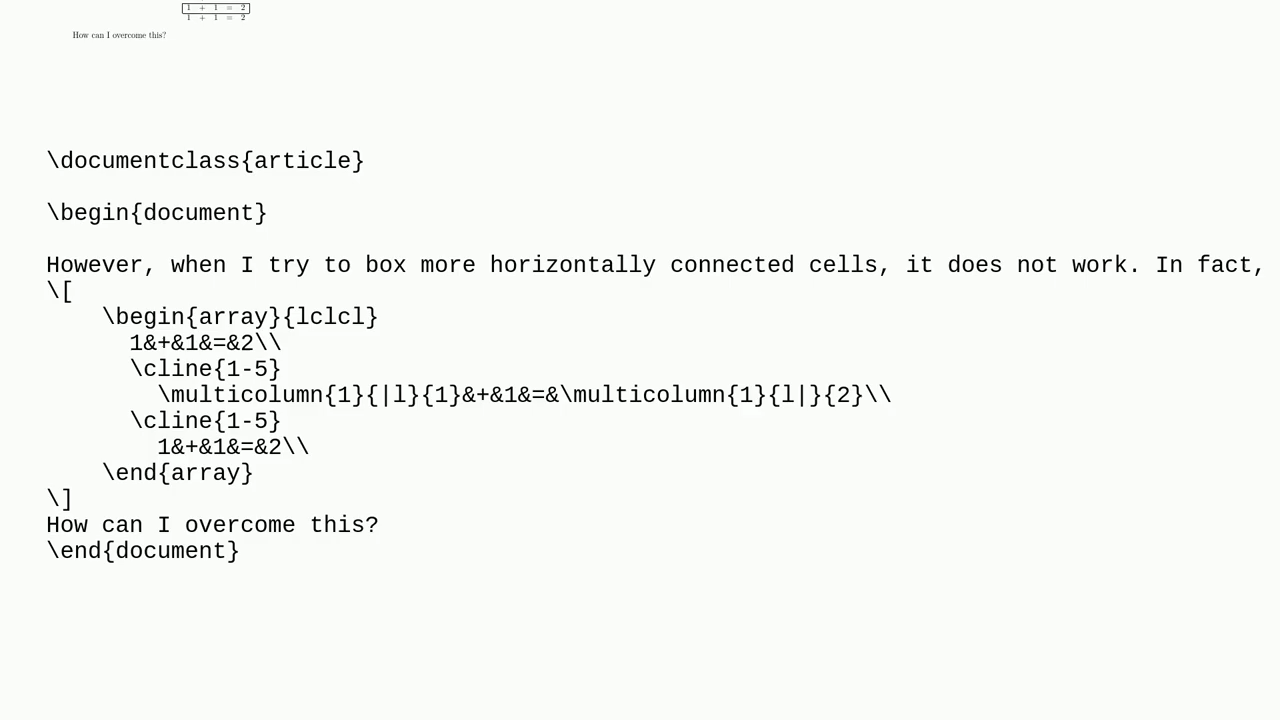 1 + 1 = 2
1 + 1 = 2
How can I overcome this?
\documentclass{article}
\begin{document}
However, when I try to box more horizontally connected cells, it does not work. In fact,
\[
\begin{array}{lclcl}
1&+&1&=&2\\
\cline{1-5}
\multicolumn{1}{|l}{1}&+&1&=&\multicolumn{1}{l|}{2}\\
\cline{1-5}
1&+&1&=&2\\
\end{array}
\]
How can I overcome this?
\end{document}